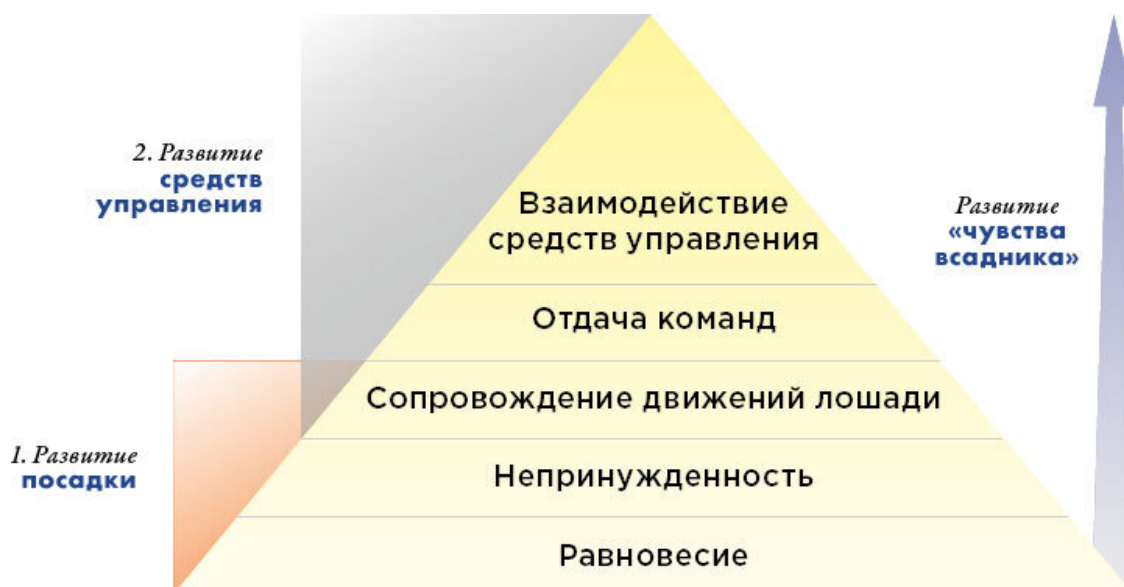 2. Развитие
средств
управления
Взаимодействие
средств управления
Развитие
«чувства
всадника»
Отдача команд
Сопровождение движений лошади
1. Развитие
посадки
Непринужденность
Равновесие